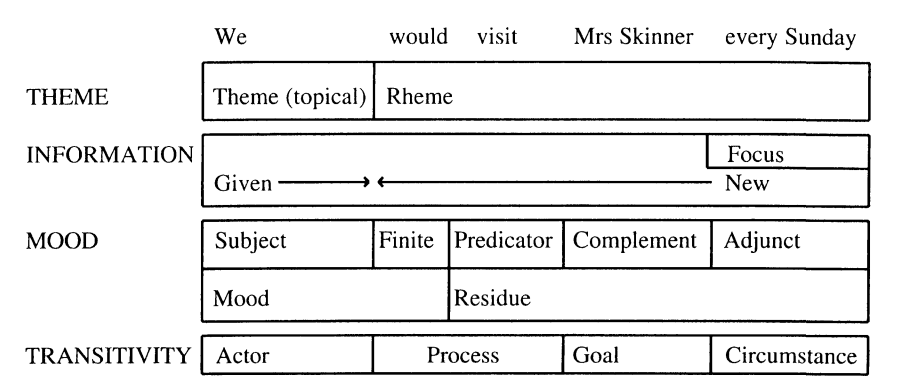 We would visit Mrs Skinner every Sunday
THEME Theme (topical) Rheme
INFORMATION Focus
Given New
MOOD Subject Finite Predicator Complement Adjunct
Mood Residue
TRANSITIVITY Actor Process Goal Circumstance